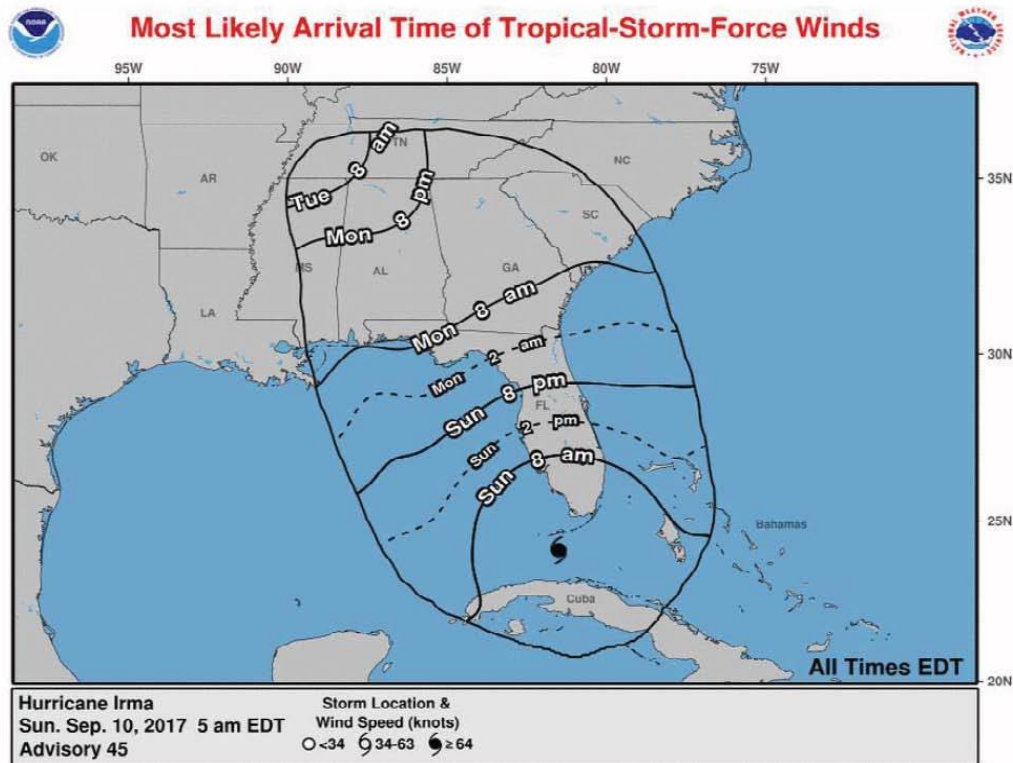 Most Likely Arrival Time of Tropical-Storm-Force Winds
NOAA
95W 90W 85W 80W 75W
OK
AR
TN
NC
35N
SC
MS
AL
GA
LA
30N
FL
25N
Bahamas
Cuba
20N
Tue 8 am
Mon 8 pm
Mon 8 am
Mon 2 am
Sun 8 pm
Sun 2 pm
Sun 8 am
All Times EDT
Hurricane Irma
Sun. Sep. 10, 2017 5 am EDT
Advisory 45
Storm Location &
Wind Speed (knots)
<34 34-63 ≥ 64